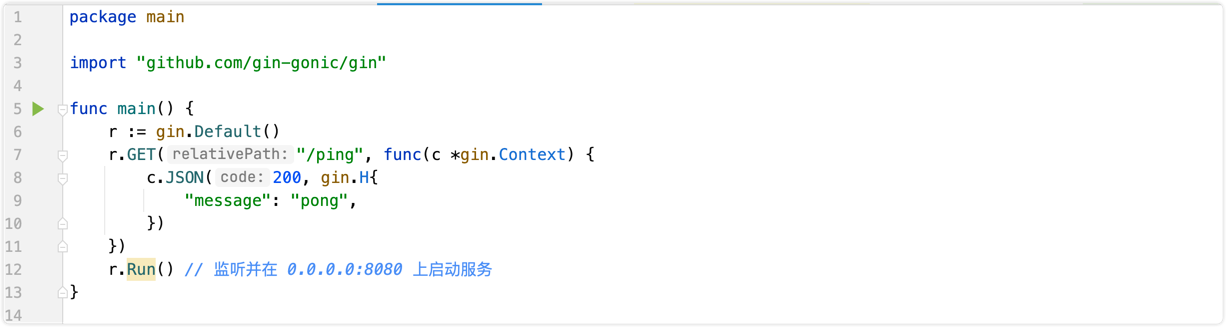 1 package main
2
3 import "github.com/gin-gonic/gin"
4
5 func main() {
6 r := gin.Default()
7 r.GET( relativePath: "/ping", func(c *gin.Context) {
8 c.JSON( code: 200, gin.H{
9 "message": "pong",
10 })
11 })
12 r.Run() // 监听并在 0.0.0.0:8080 上启动服务
13 }
14